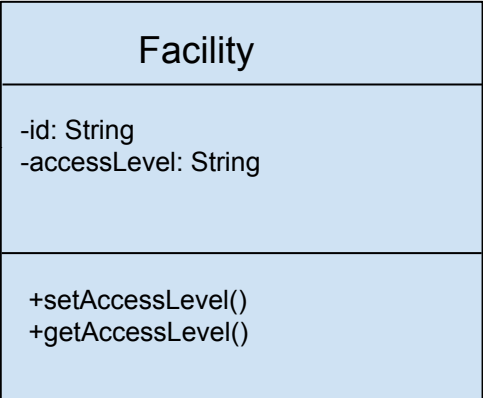 Facility
-id: String
-accessLevel: String
+setAccessLevel()
+getAccessLevel()